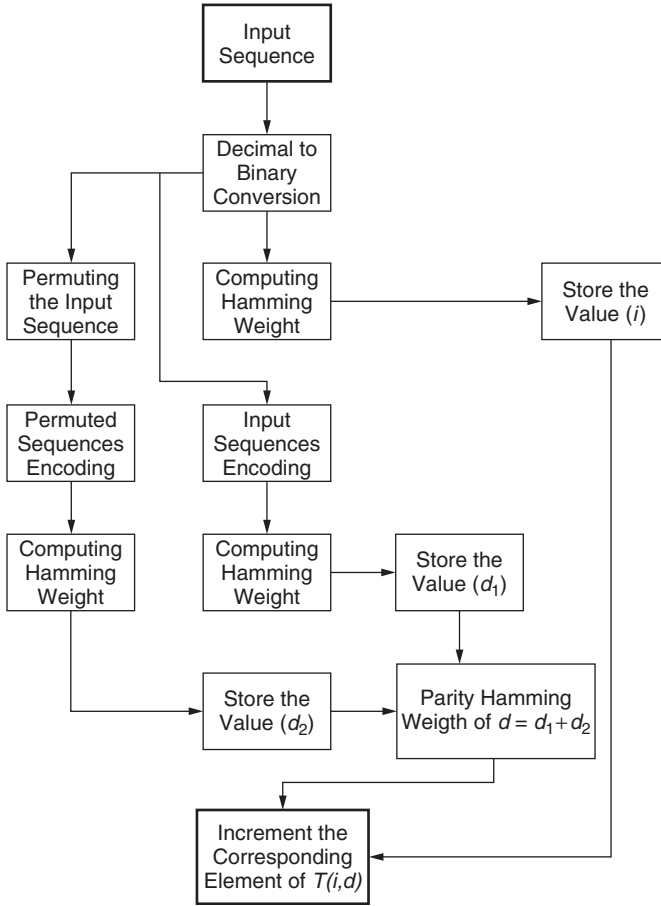 Input
Sequence
Decimal to
Binary
Conversion
Permuting
the Input
Sequence
Computing
Hamming
Weight
Store the
Value (i)
Permuted
Sequences
Encoding
Input
Sequences
Encoding
Computing
Hamming
Weight
Computing
Hamming
Weight
Store the
Value (d₁)
Store the
Value (d₂)
Parity Hamming
Weigth of d = d₁+d₂
Increment the
Corresponding
Element of T(i,d)